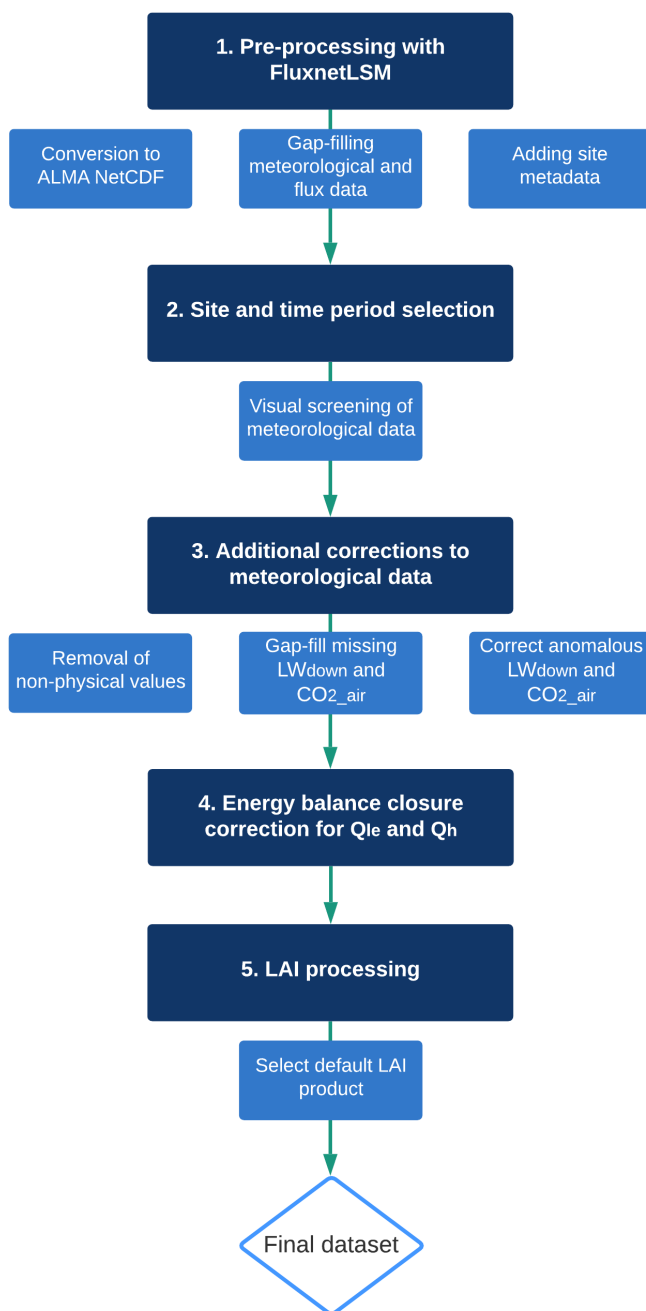 1. Pre-processing with
FluxnetLSM
Conversion to
ALMA NetCDF
Gap-filling
meteorological and
flux data
Adding site
metadata
2. Site and time period selection
Visual screening of
meteorological data
3. Additional corrections to
meteorological data
Removal of
non-physical values
Gap-fill missing
LWdown and
CO2_air
Correct anomalous
LWdown and
CO2_air
4. Energy balance closure
correction for Qle and Qh
5. LAI processing
Select default LAI
product
Final dataset